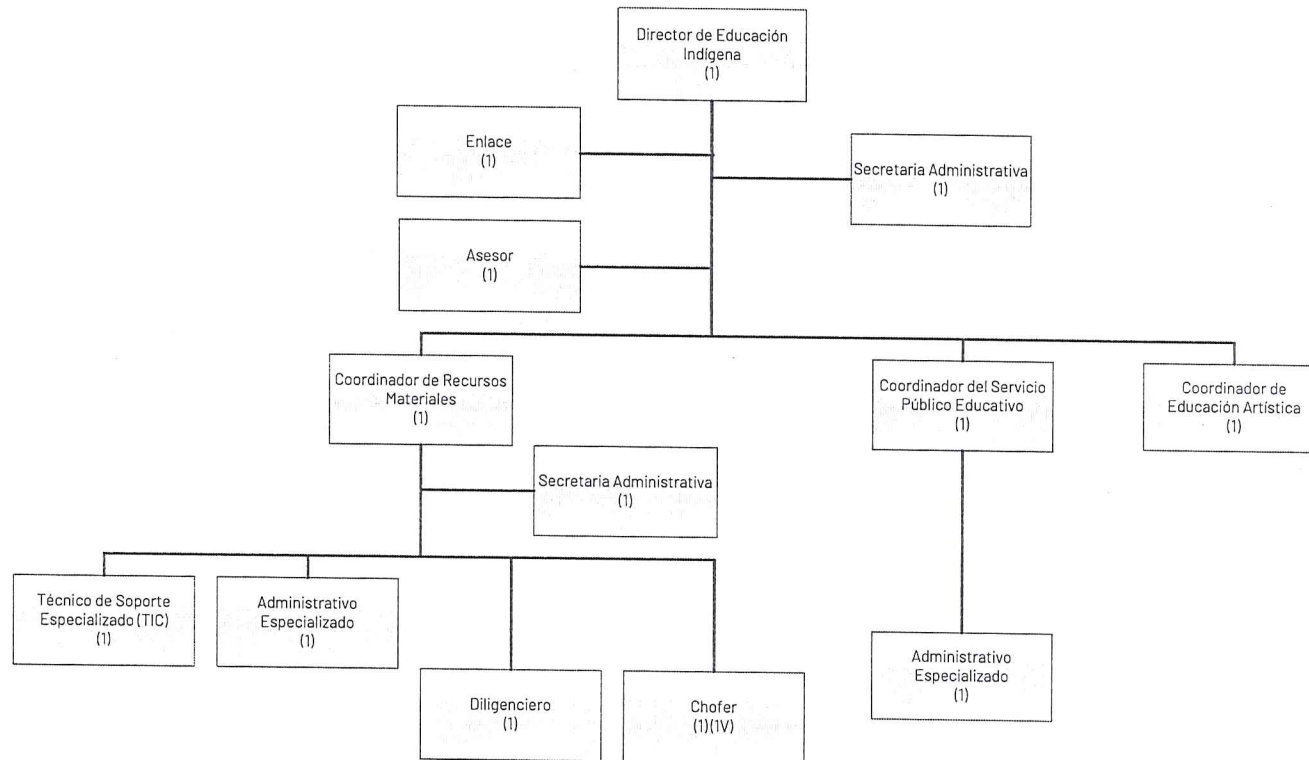 Director de Educación
Indígena
(1)
Enlace
(1)
Secretaria Administrativa
(1)
Asesor
(1)
Coordinador de Recursos
Materiales
(1)
Coordinador del Servicio
Público Educativo
(1)
Coordinador de
Educación Artística
(1)
Secretaria Administrativa
(1)
Técnico de Soporte
Especializado (TIC)
(1)
Administrativo
Especializado
(1)
Diligenciero
(1)
Chofer
(1)(1V)
Administrativo
Especializado
(1)